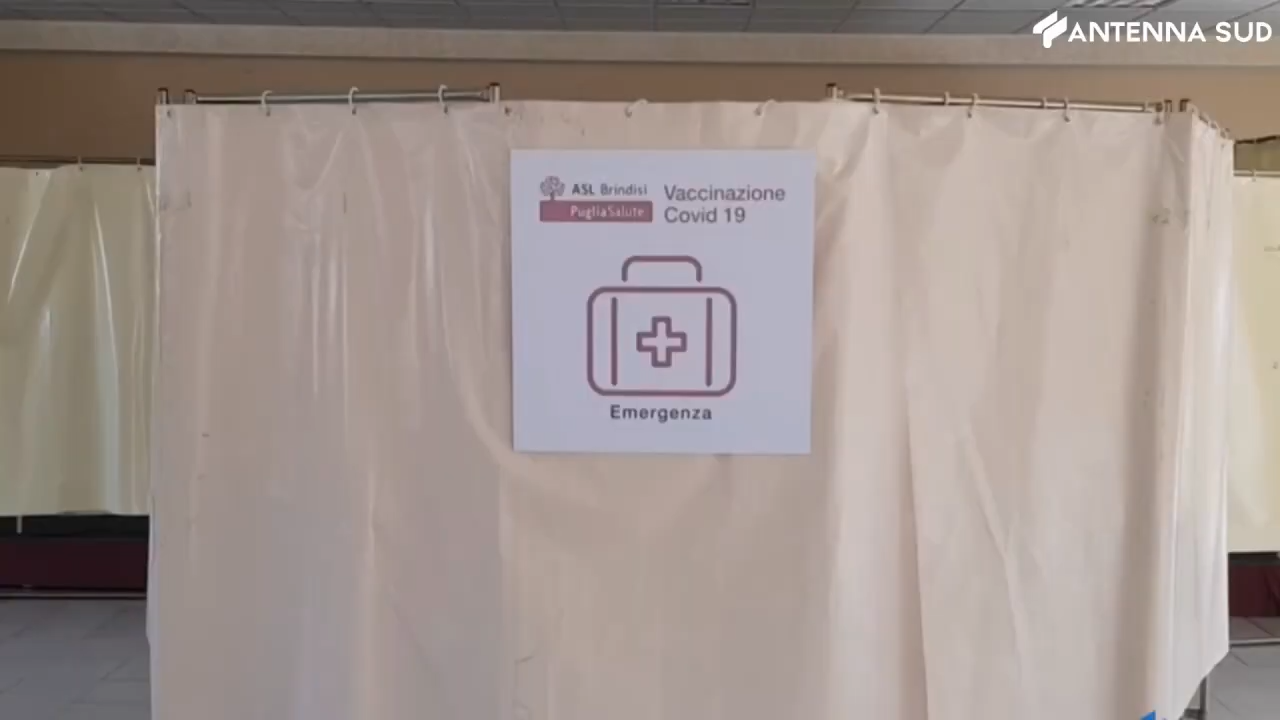 ANTENNA SUD
ASL Brindisi
PugliaSalute
Vaccinazione
Covid 19
Emergenza